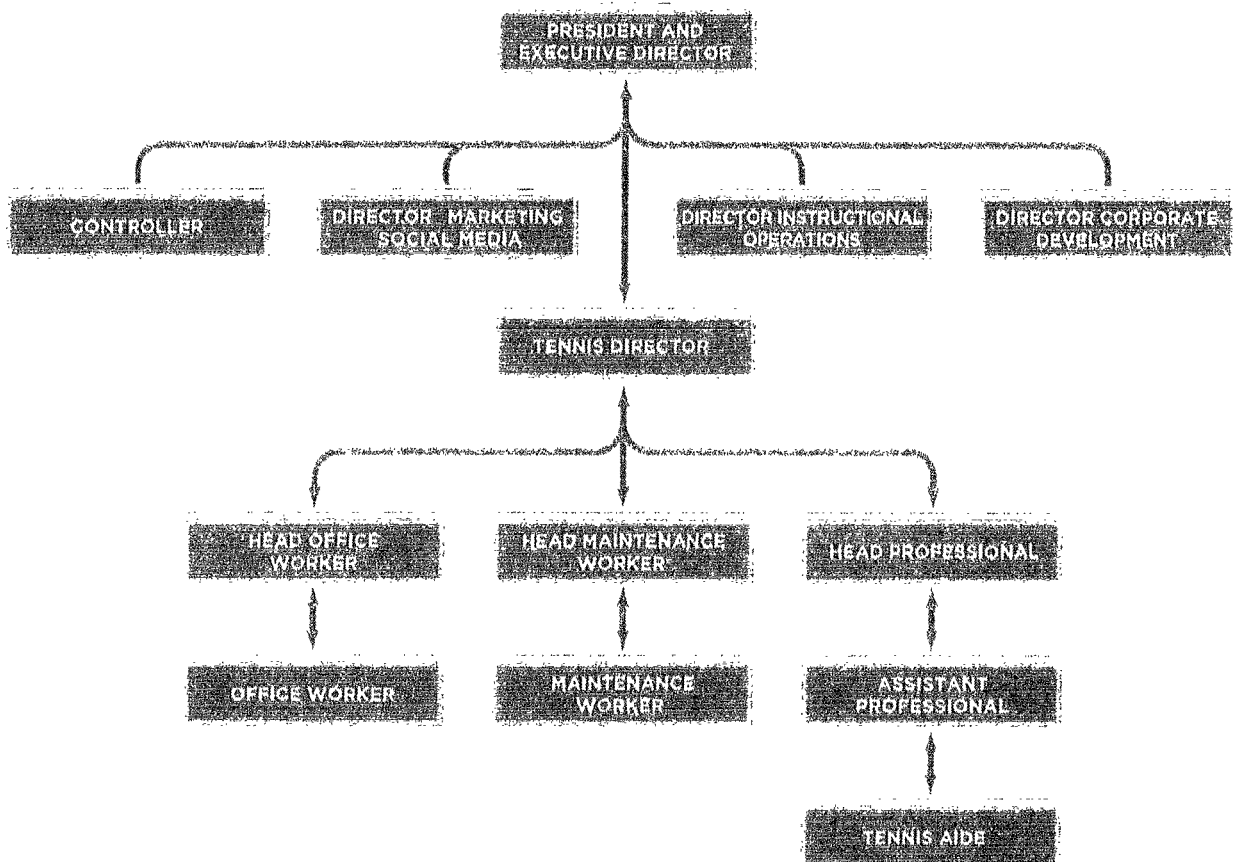 PRESIDENT AND
EXECUTIVE DIRECTOR
CONTROLLER
DIRECTOR MARKETING
SOCIAL MEDIA
DIRECTOR INSTRUCTIONAL
OPERATIONS
DIRECTOR CORPORATE
DEVELOPMENT
TENNIS DIRECTOR
HEAD OFFICE
WORKER
HEAD MAINTENANCE
WORKER
HEAD PROFESSIONAL
OFFICE WORKER
MAINTENANCE
WORKER
ASSISTANT
PROFESSIONAL
TENNIS AIDE